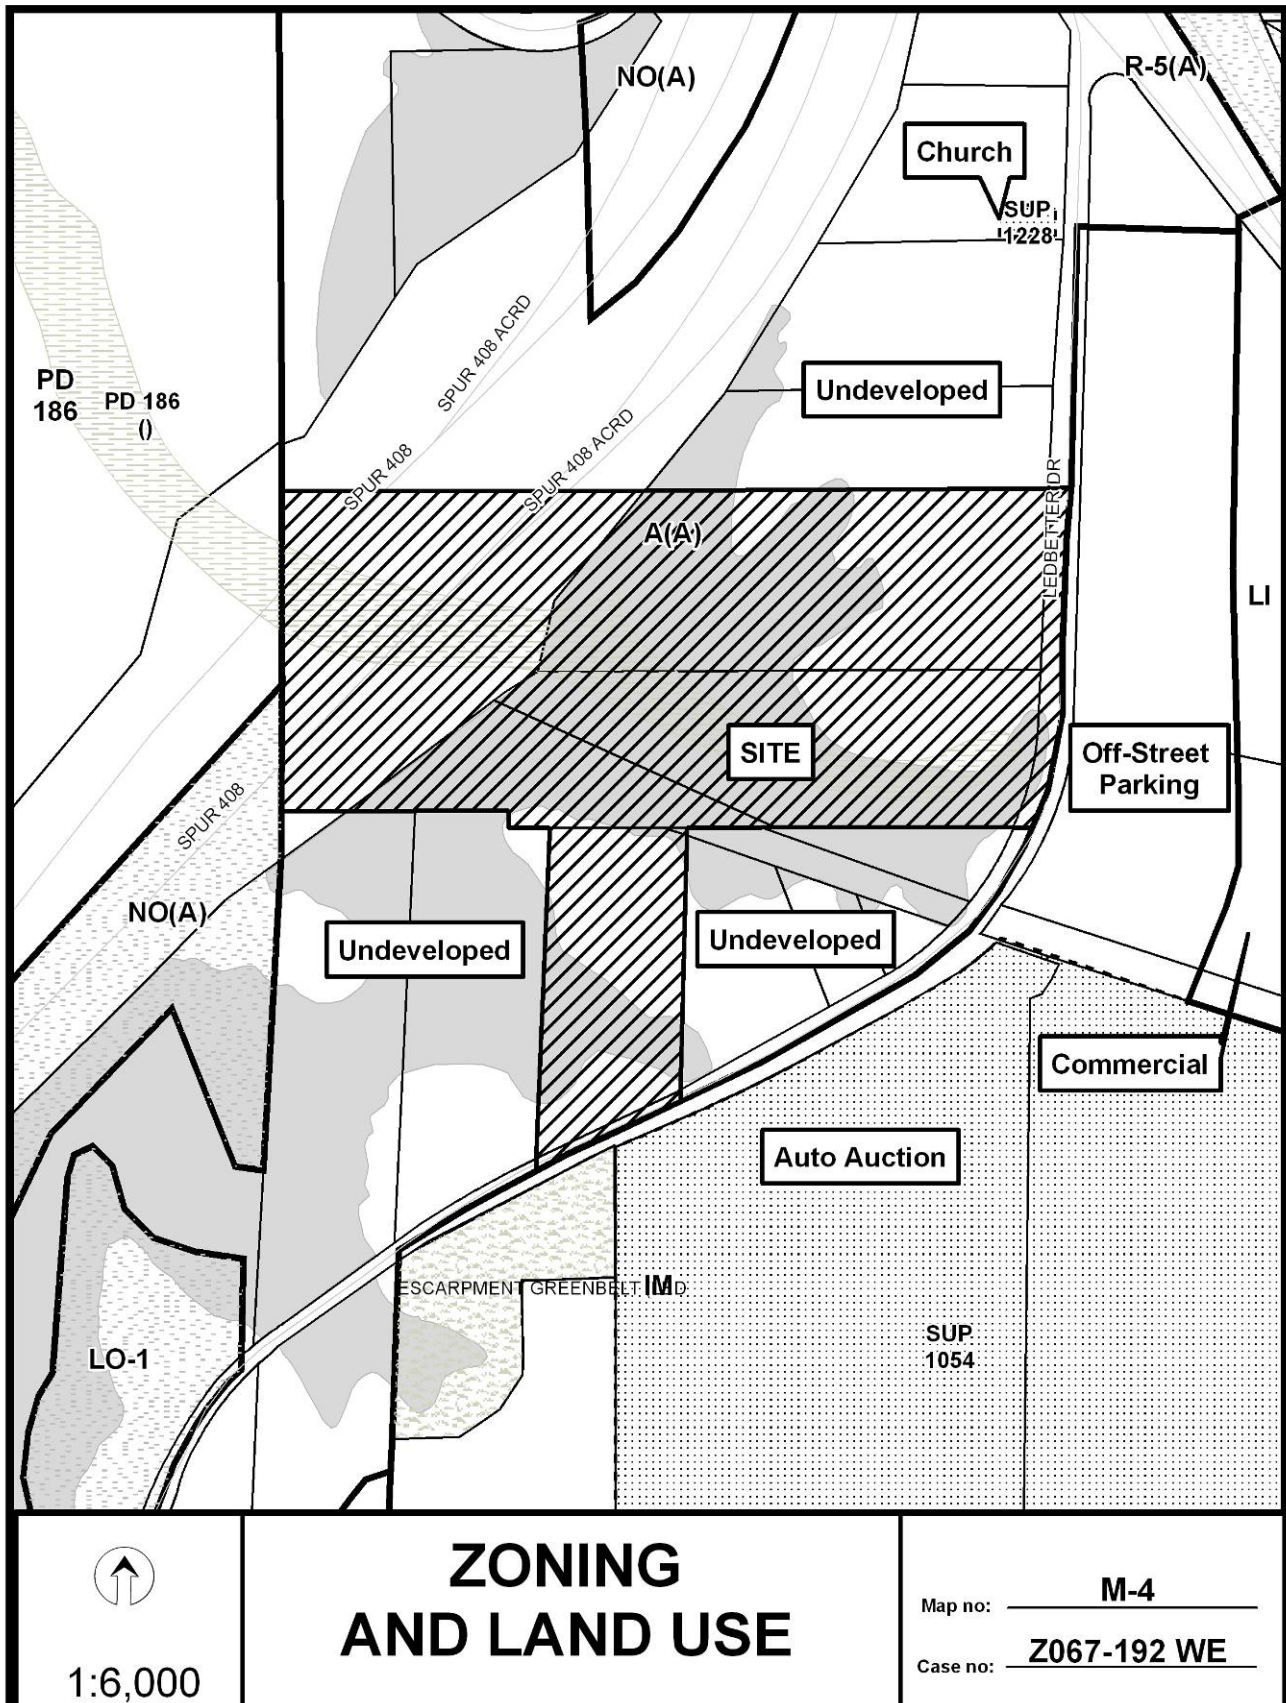 NO(A)
R-5(A)
Church
SUP
1228
SPUR 408 ACRD
PD
186
PD 186
()
Undeveloped
SPUR 408
SPUR 408 ACRD
LEDBETTER DR
A(A)
LI
SITE
Off-Street
Parking
SPUR 408
NO(A)
Undeveloped
Undeveloped
Commercial
Auto Auction
ESCARPMENT GREENBELT
IM
SUP
1054
LO-1
ZONING
AND LAND USE
1:6,000
Map no: M-4
Case no: Z067-192 WE